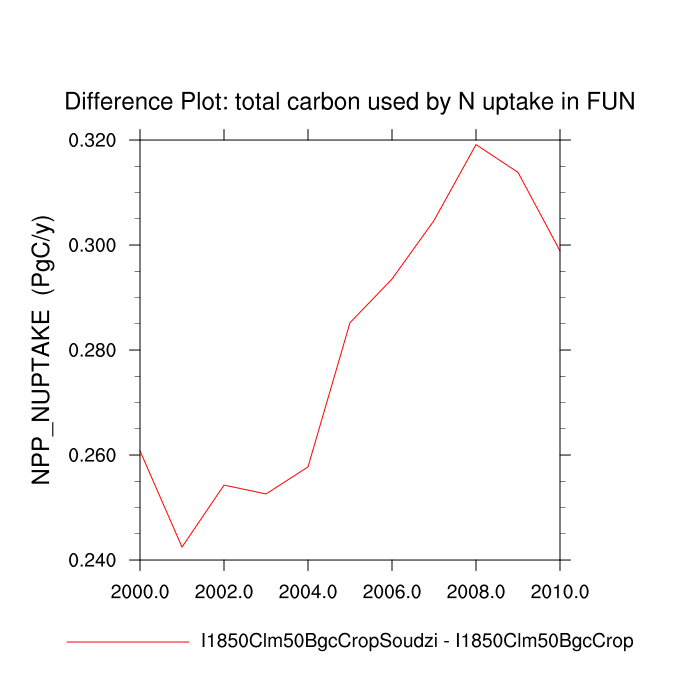 Difference Plot: total carbon used by N uptake in FUN
NPP_NUPTAKE (PgC/y)
0.320
0.300
0.280
0.260
0.240
2000.0 2002.0 2004.0 2006.0 2008.0 2010.0
I1850Clm50BgcCropSoudzi - I1850Clm50BgcCrop